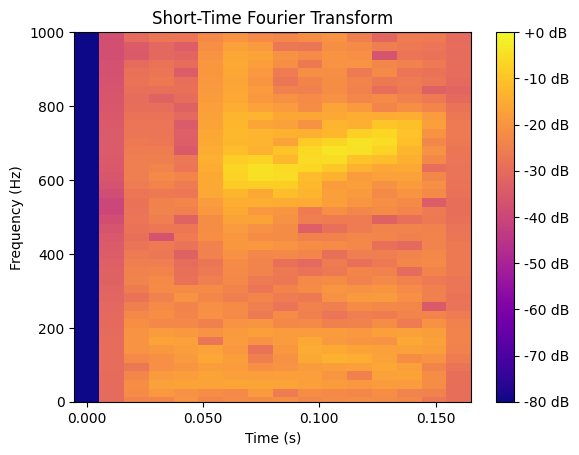 Short-Time Fourier Transform
1000
800
600
400
200
0
Frequency (Hz)
0.000
0.050
0.100
0.150
Time (s)
+0 dB
-10 dB
-20 dB
-30 dB
-40 dB
-50 dB
-60 dB
-70 dB
-80 dB